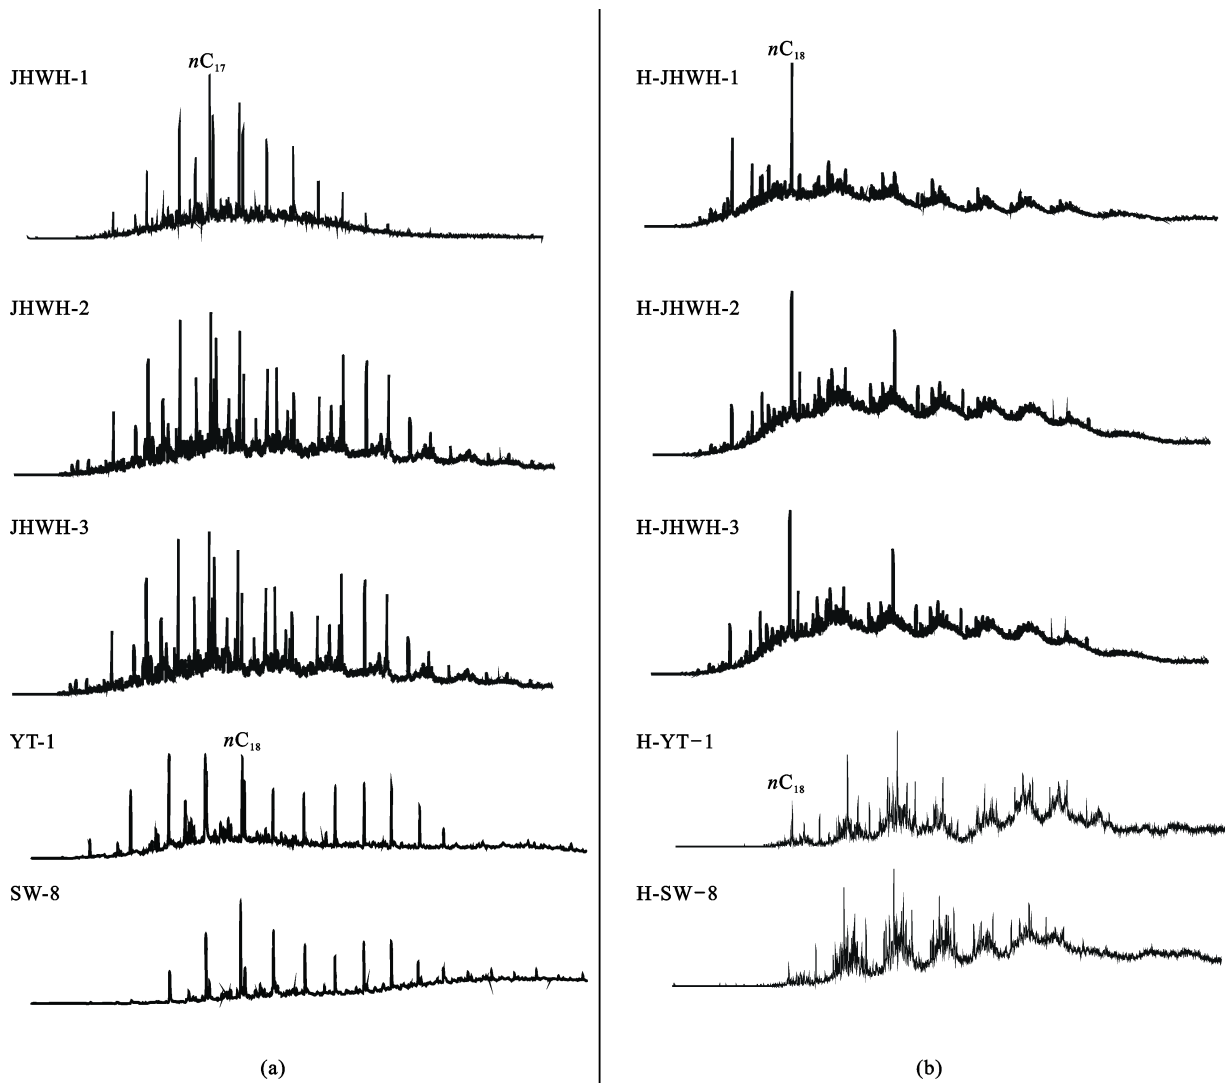 JHWH-1
nC₁₇
JHWH-2
JHWH-3
YT-1
nC₁₈
SW-8
(a)
H-JHWH-1
nC₁₈
H-JHWH-2
H-JHWH-3
H-YT-1
nC₁₈
H-SW-8
(b)